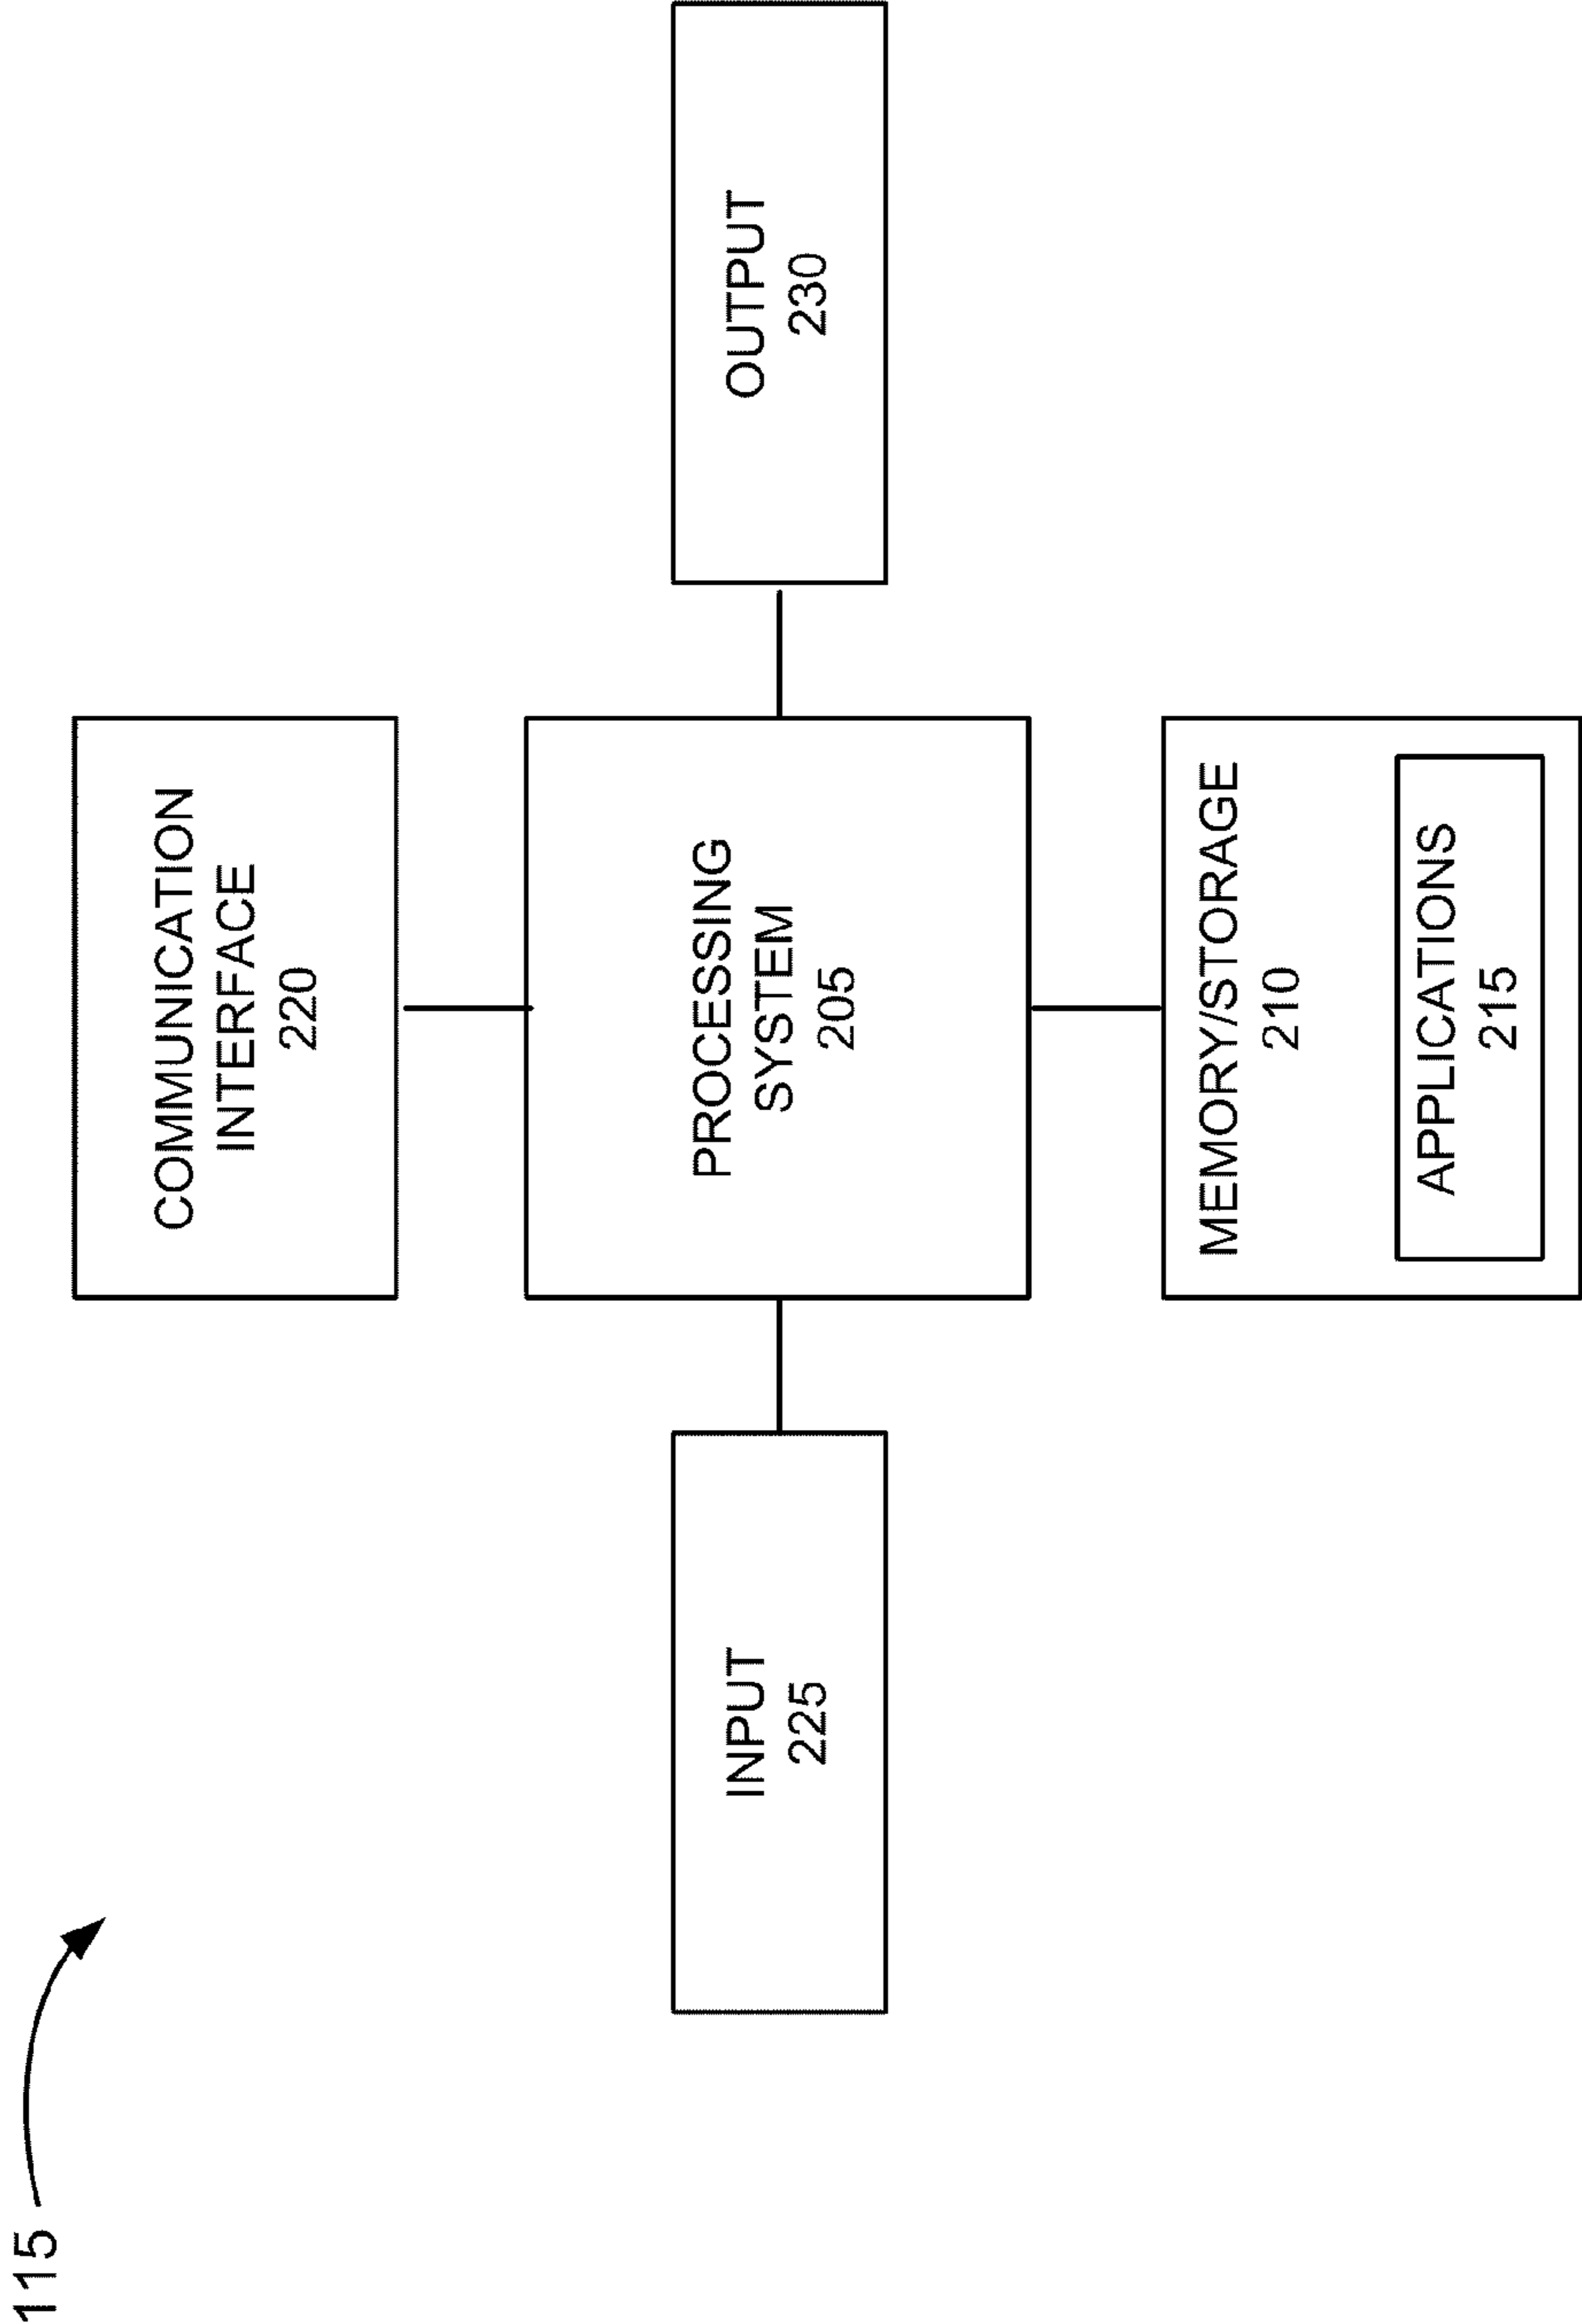 115
COMMUNICATION
INTERFACE
220
INPUT
225
PROCESSING
SYSTEM
205
OUTPUT
230
MEMORY/STORAGE
210
APPLICATIONS
215